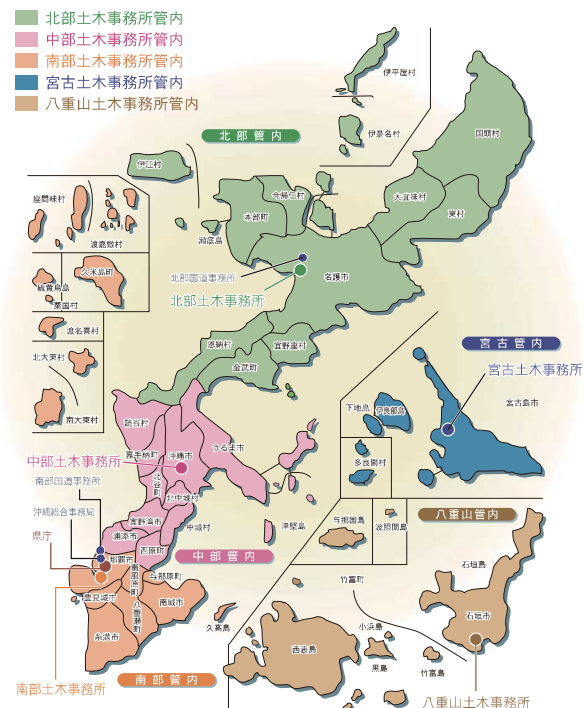 北部土木事務所管内
中部土木事務所管内
南部土木事務所管内
宮古土木事務所管内
八重山土木事務所管内
伊平屋村
伊是名村
国頭村
北部管内
伊江村
今帰仁村
本部町
大宜味村
東村
瀬底島
北部国道事務所
名護市
北部土木事務所
座間味村
渡嘉敷村
久米島町
硫黄鳥島
粟国村
渡名喜村
北大東村
南大東村
恩納村
宜野座村
金武町
宮古管内
宮古土木事務所
宮古島市
下地島
伊良部島
多良間村
読谷村
嘉手納町
沖縄市
うるま市
中部土木事務所
北谷町
北中城村
南部国道事務所
沖縄総合事務局
宜野湾市
中城村
浦添市
西原町
津堅島
県庁
中部管内
那覇市
南風原町
与那原町
豊見城市
八重瀬町
南城市
糸満市
久高島
南部土木事務所
南部管内
八重山管内
与那国島
波照間島
竹富町
石垣島
石垣市
小浜島
西表島
黒島
竹富島
八重山土木事務所